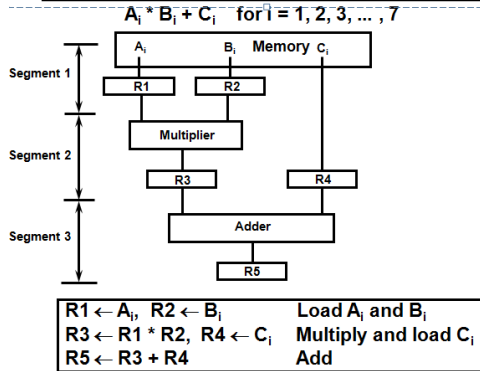 Aᵢ * Bᵢ + Cᵢ for i = 1, 2, 3, ... , 7
Aᵢ Bᵢ Memory Cᵢ
Segment 1
R1 R2
Multiplier
Segment 2
R3 R4
Adder
Segment 3
R5
R1 ← Aᵢ, R2 ← Bᵢ Load Aᵢ and Bᵢ
R3 ← R1 * R2, R4 ← Cᵢ Multiply and load Cᵢ
R5 ← R3 + R4 Add